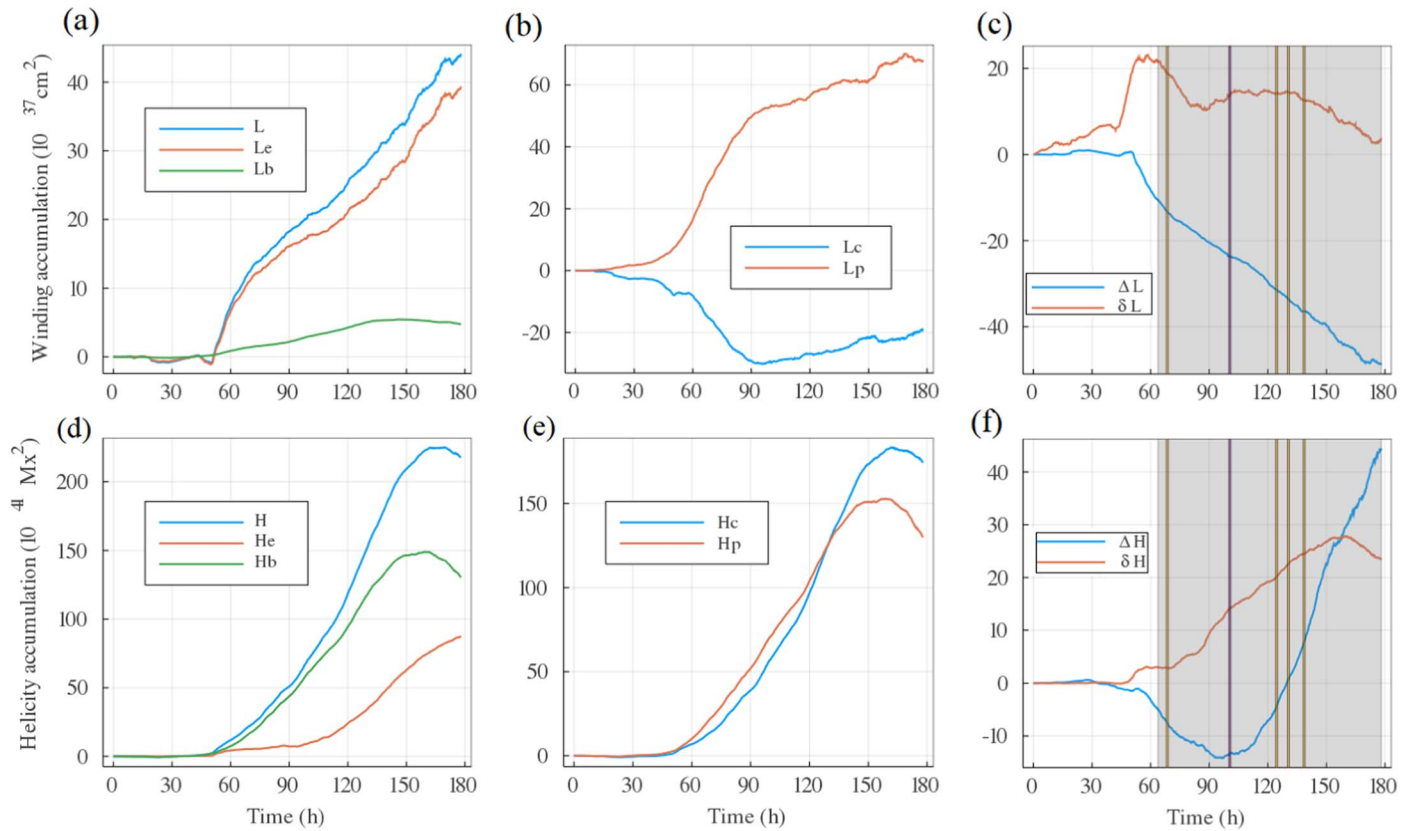 (a)
(b)
(c)
Winding accumulation (10 37 cm 2)
40
30
20
10
0
L
Le
Lb
0 30 60 90 120 150 180
60
40
20
0
-20
Lc
Lp
0 30 60 90 120 150 180
20
0
-20
-40
Δ L
δ L
0 30 60 90 120 150 180
(d)
(e)
(f)
Helicity accumulation (10 41 Mx2)
200
150
100
50
0
H
He
Hb
0 30 60 90 120 150 180
Time (h)
150
100
50
0
Hc
Hp
0 30 60 90 120 150 180
Time (h)
40
30
20
10
0
-10
Δ H
δ H
0 30 60 90 120 150 180
Time (h)